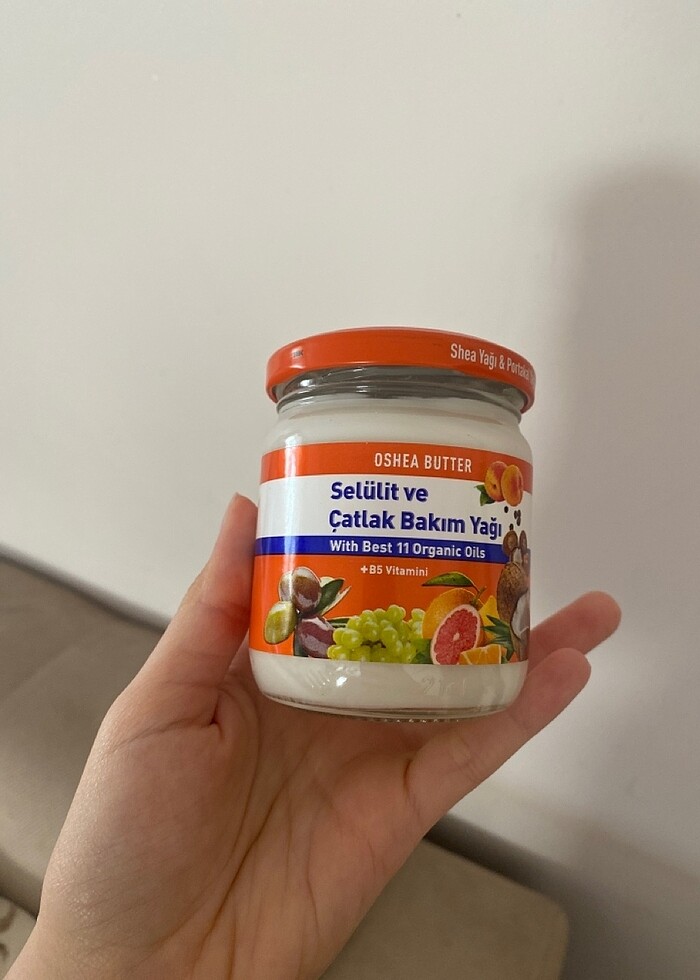 Shea Yağı & Portakal
OSHEA BUTTER
Selülit ve
Çatlak Bakım Yağı
With Best 11 Organic Oils
+B5 Vitamini